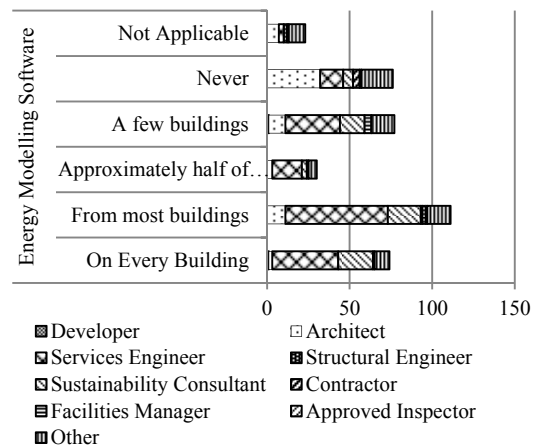 Energy Modelling Software
Not Applicable
Never
A few buildings
Approximately half of…
From most buildings
On Every Building
0 50 100 150
Developer Architect
Services Engineer Structural Engineer
Sustainability Consultant Contractor
Facilities Manager Approved Inspector
Other